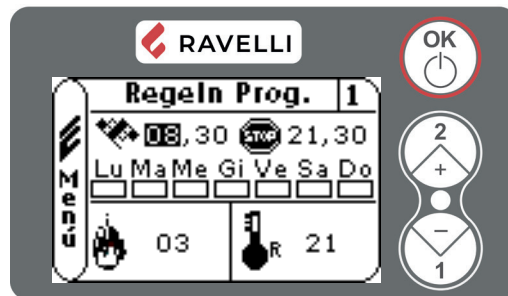 RAVELLI
OK
Regeln Prog. 1
08,30 STOP 21,30
Lu Ma Me Gi Ve Sa Do
Menú
03
R 21
2
+
–
1